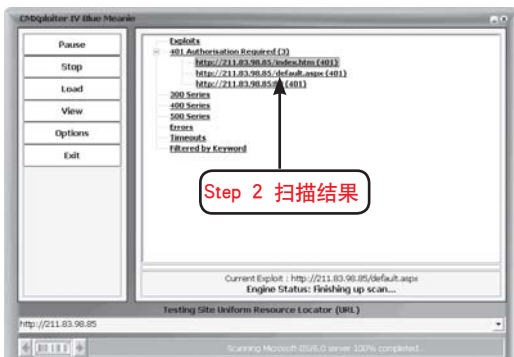 CMXploiter IV Blue Meanie
Pause
Stop
Load
View
Options
Exit
Exploits
401 Authorisation Required (3)
http://211.83.98.85/index.htm (401)
http://211.83.98.85/default.aspx (401)
http://211.83.98.85 (401)
300 Series
400 Series
500 Series
Errors
Timeouts
Filtered by Keyword
Step 2 扫描结果
Current Exploit : http://211.83.98.85/default.aspx
Engine Status: Finishing up scan...
Testing Site Uniform Resource Locator (URL)
http://211.83.98.85
Scanning Microsoft-IIS/6.0 server 100% completed...